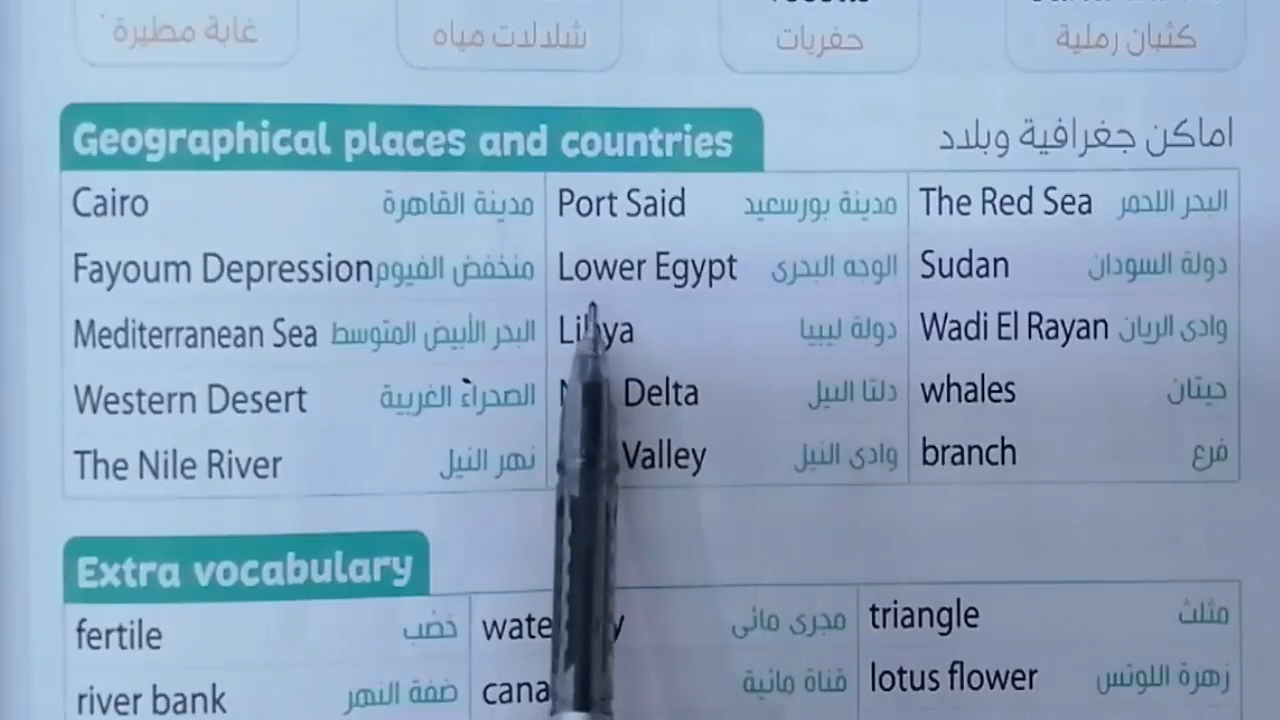 غابة مطيرة شلالات مياه حفريات كثبان رملية
Geographical places and countries اماكن جغرافية وبلاد
Cairo مدينة القاهرة Port Said مدينة بورسعيد The Red Sea البحر الاحمر
Fayoum Depression منخفض الفيوم Lower Egypt الوجه البحرى Sudan دولة السودان
Mediterranean Sea البحر الأبيض المتوسط Libya دولة ليبيا Wadi El Rayan وادى الريان
Western Desert الصحراء الغربية Delta دلتا النيل whales حيتان
The Nile River نهر النيل Valley وادى النيل branch فرع
Extra vocabulary
fertile خصب مجرى مائى triangle مثلث
river bank ضفة النهر قناة مائية lotus flower زهرة اللوتس